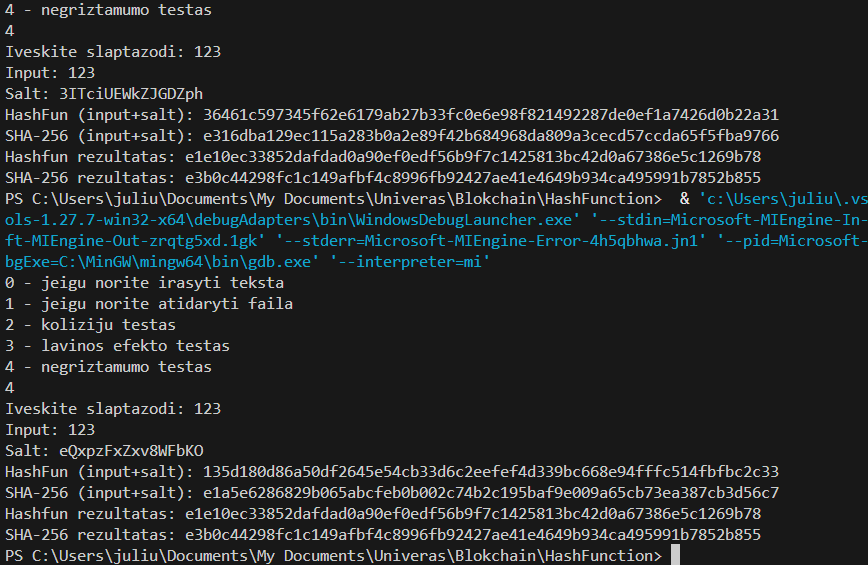 4 - negriztamumo testas
4
Iveskite slaptazodi: 123
Input: 123
Salt: 3ITciUEWkZJGDZph
HashFun (input+salt): 36461c597345f62e6179ab27b33fc0e6e98f821492287de0ef1a7426d0b22a31
SHA-256 (input+salt): e316dba129ec115a283b0a2e89f42b684968da809a3cecd57ccda65f5fba9766
Hashfun rezultatas: e1e10ec33852dafdad0a90ef0edf56b9f7c1425813bc42d0a67386e5c1269b78
SHA-256 rezultatas: e3b0c44298fc1c149afbf4c8996fb92427ae41e4649b934ca495991b7852b855
PS C:\Users\juliu\Documents\My Documents\Univeras\Blokchain\HashFunction>  & 'c:\Users\juliu\.vs
ols-1.27.7-win32-x64\debugAdapters\bin\WindowsDebugLauncher.exe' '--stdin=Microsoft-MIEngine-In-
ft-MIEngine-Out-zrqtg5xd.1gk' '--stderr=Microsoft-MIEngine-Error-4h5qbhwa.jn1' '--pid=Microsoft-
bgExe=C:\MinGW\mingw64\bin\gdb.exe' '--interpreter=mi'
0 - jeigu norite irasyti teksta
1 - jeigu norite atidaryti faila
2 - koliziju testas
3 - lavinos efekto testas
4 - negriztamumo testas
4
Iveskite slaptazodi: 123
Input: 123
Salt: eQxpzFxZxv8WFbKO
HashFun (input+salt): 135d180d86a50df2645e54cb33d6c2eefef4d339bc668e94fffc514fbfbc2c33
SHA-256 (input+salt): e1a5e6286829b065abcfeb0b002c74b2c195baf9e009a65cb73ea387cb3d56c7
Hashfun rezultatas: e1e10ec33852dafdad0a90ef0edf56b9f7c1425813bc42d0a67386e5c1269b78
SHA-256 rezultatas: e3b0c44298fc1c149afbf4c8996fb92427ae41e4649b934ca495991b7852b855
PS C:\Users\juliu\Documents\My Documents\Univeras\Blokchain\HashFunction>